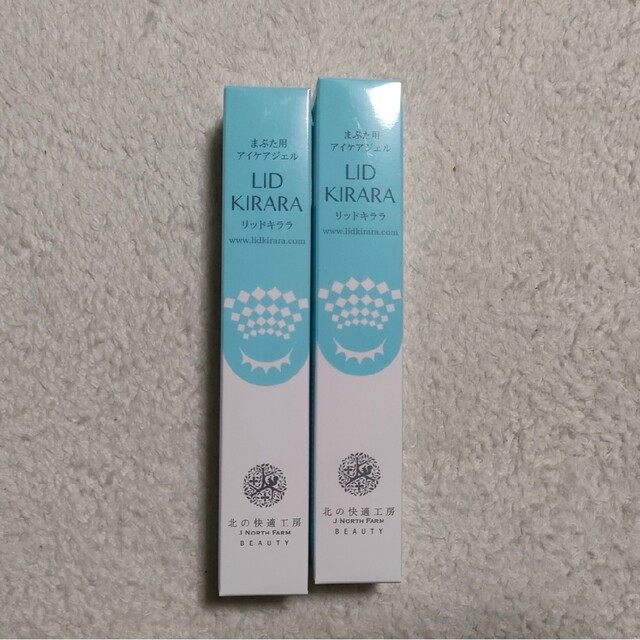 まぶた用
アイケアジェル
LID
KIRARA
リッドキララ
www.lidkirara.com
北の快適工房
J NORTH FARM
BEAUTY
まぶた用
アイケアジェル
LID
KIRARA
リッドキララ
www.lidkirara.com
北の快適工房
J NORTH FARM
BEAUTY